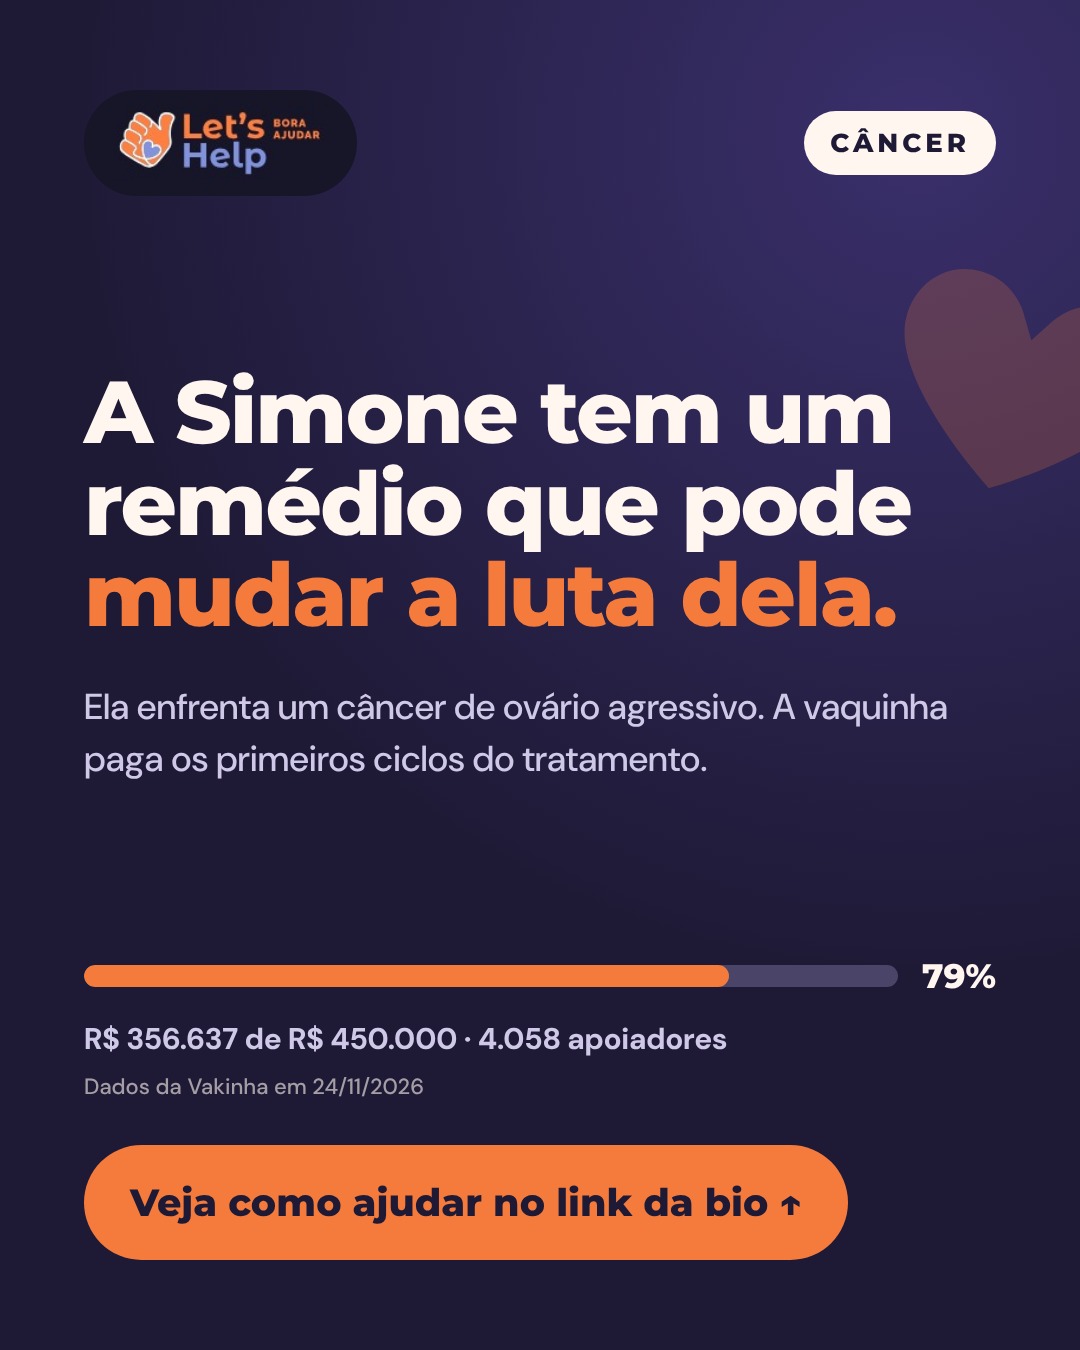 Let's Help BORA AJUDAR
CÂNCER
A Simone tem um
remédio que pode
mudar a luta dela.
Ela enfrenta um câncer de ovário agressivo. A vaquinha
paga os primeiros ciclos do tratamento.
79%
R$ 356.637 de R$ 450.000 · 4.058 apoiadores
Dados da Vakinha em 24/11/2026
Veja como ajudar no link da bio ↑